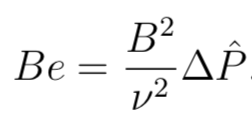 Be = \frac{B^2}{\nu^2} \Delta \hat{P}.